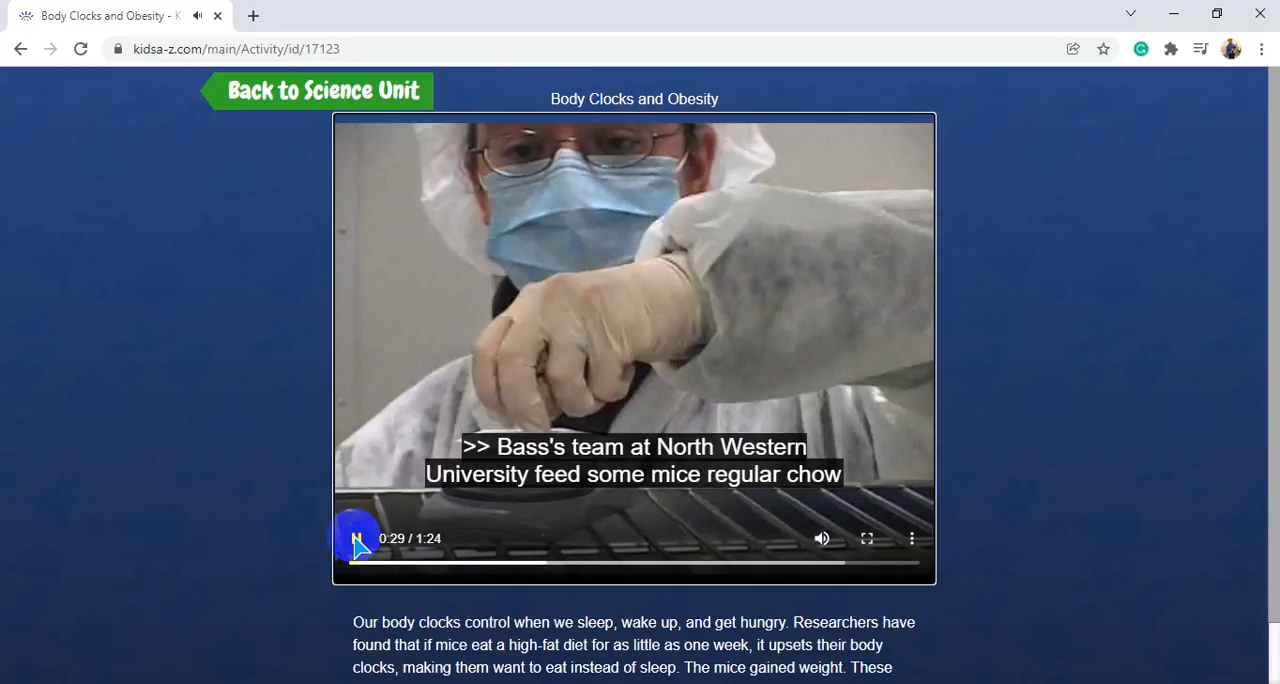 Body Clocks and Obesity - K
kidsa-z.com/main/Activity/id/17123
Back to Science Unit
Body Clocks and Obesity
>> Bass's team at North Western
University feed some mice regular chow
0:29 / 1:24
Our body clocks control when we sleep, wake up, and get hungry. Researchers have
found that if mice eat a high-fat diet for as little as one week, it upsets their body
clocks, making them want to eat instead of sleep. The mice gained weight. These